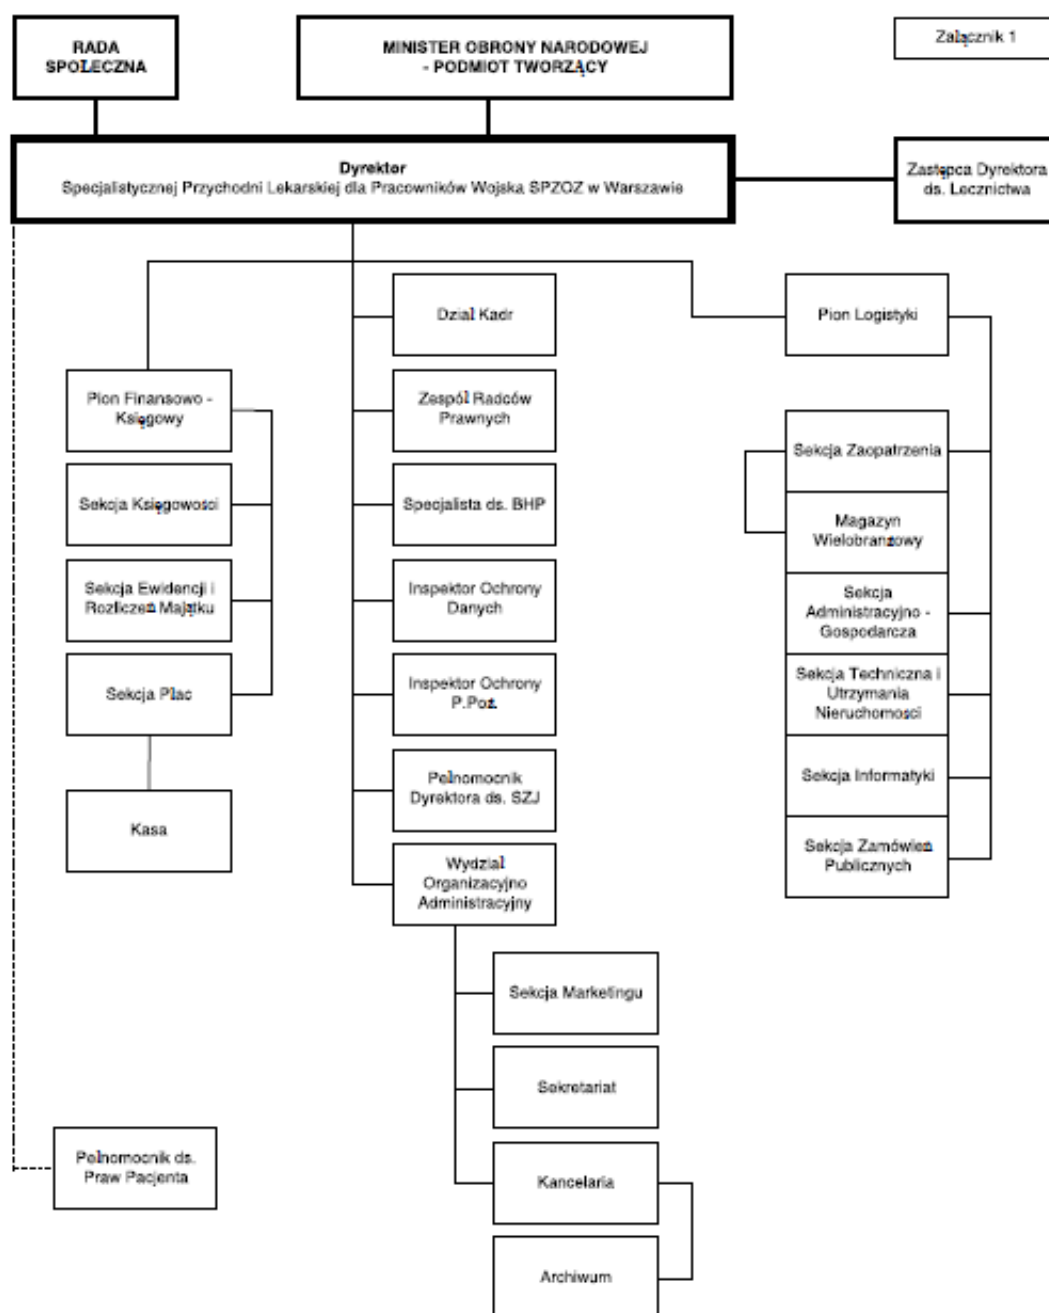 RADA
SPOŁECZNA
MINISTER OBRONY NARODOWEJ
- PODMIOT TWORZĄCY
Załącznik 1
Dyrektor
Specjalistycznej Przychodni Lekarskiej dla Pracowników Wojska SPZOZ w Warszawie
Zastępca Dyrektora
ds. Lecznictwa
Dział Kadr
Pion Logistyki
Pion Finansowo -
Księgowy
Zespół Radców
Prawnych
Sekcja Zaopatrzenia
Sekcja Księgowości
Specjalista ds. BHP
Magazyn
Wielobranżowy
Sekcja Ewidencji i
Rozliczeń Majątku
Inspektor Ochrony
Danych
Sekcja
Administracyjno -
Gospodarcza
Sekcja Płac
Inspektor Ochrony
P.Poż.
Sekcja Techniczna i
Utrzymania
Nieruchomości
Kasa
Pełnomocnik
Dyrektora ds. SZJ
Sekcja Informatyki
Wydział
Organizacyjno
Administracyjny
Sekcja Zamówień
Publicznych
Sekcja Marketingu
Sekretariat
Pełnomocnik ds.
Praw Pacjenta
Kancelaria
Archiwum